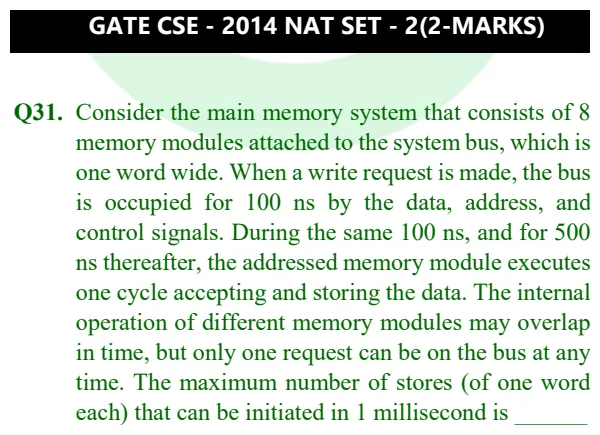 GATE CSE - 2014 NAT SET - 2(2-MARKS)
Q31. Consider the main memory system that consists of 8
memory modules attached to the system bus, which is
one word wide. When a write request is made, the bus
is occupied for 100 ns by the data, address, and
control signals. During the same 100 ns, and for 500
ns thereafter, the addressed memory module executes
one cycle accepting and storing the data. The internal
operation of different memory modules may overlap
in time, but only one request can be on the bus at any
time. The maximum number of stores (of one word
each) that can be initiated in 1 millisecond is ______